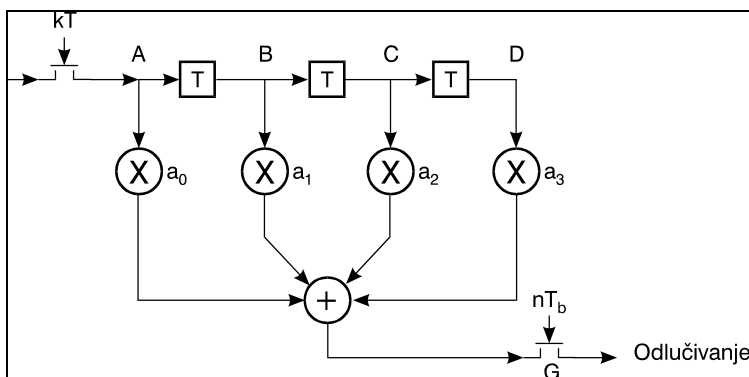 kT
A B C D
T T T
X a0 X a1 X a2 X a3
+
nTb
Odlučivanje
G